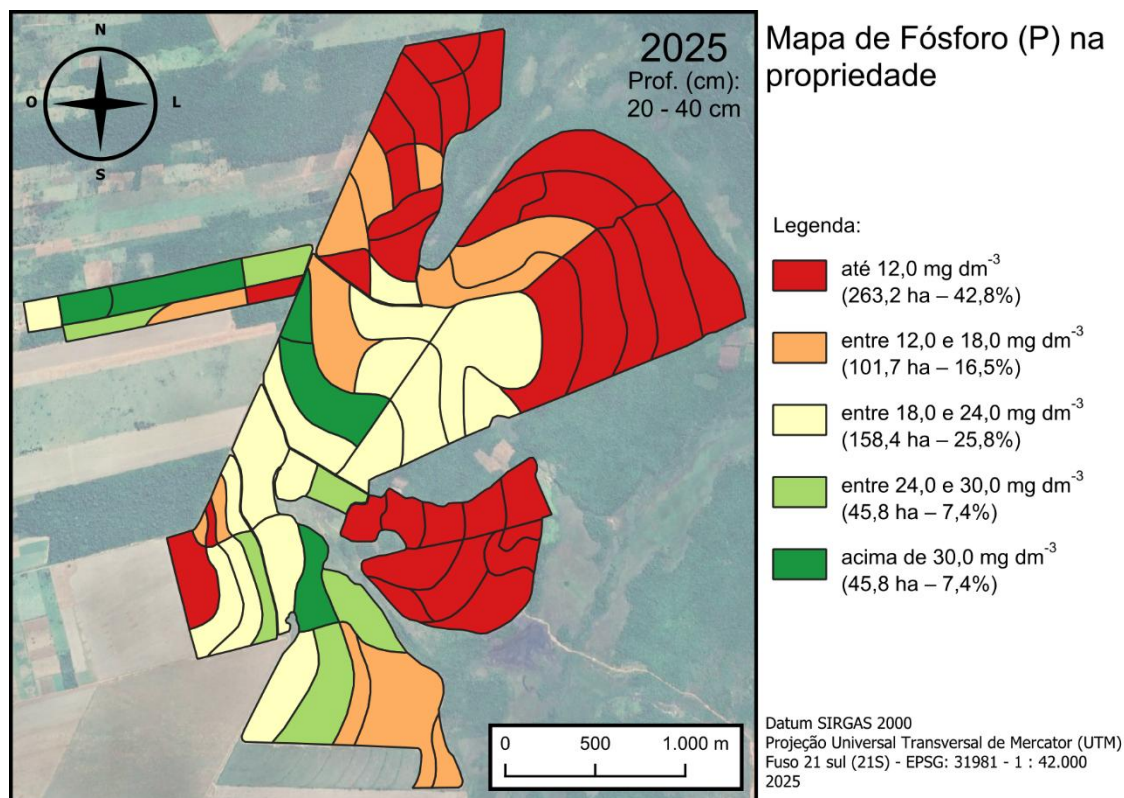 Mapa de Fósforo (P) na
propriedade
N
O
L
S
2025
Prof. (cm):
20 - 40 cm
Legenda:
até 12,0 mg dm⁻³
(263,2 ha – 42,8%)
entre 12,0 e 18,0 mg dm⁻³
(101,7 ha – 16,5%)
entre 18,0 e 24,0 mg dm⁻³
(158,4 ha – 25,8%)
entre 24,0 e 30,0 mg dm⁻³
(45,8 ha – 7,4%)
acima de 30,0 mg dm⁻³
(45,8 ha – 7,4%)
0 500 1.000 m
Datum SIRGAS 2000
Projeção Universal Transversal de Mercator (UTM)
Fuso 21 sul (21S) - EPSG: 31981 - 1 : 42.000
2025